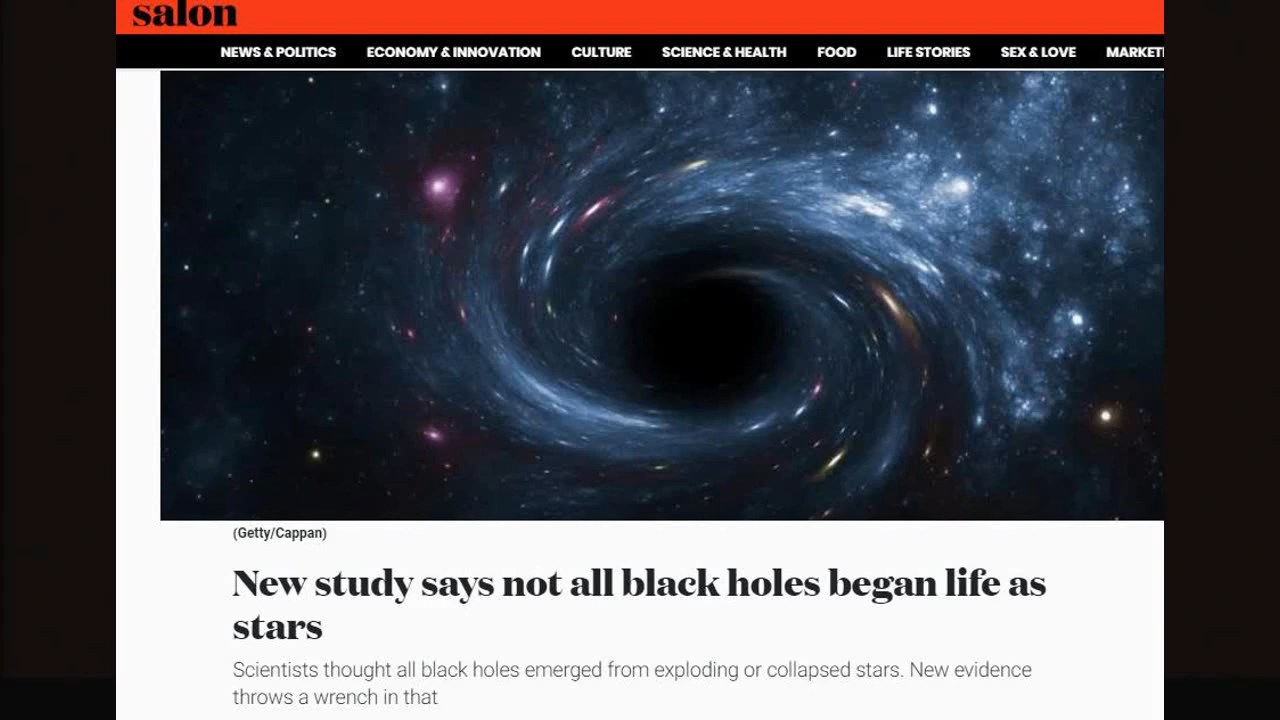 salon
NEWS & POLITICS ECONOMY & INNOVATION CULTURE SCIENCE & HEALTH FOOD LIFE STORIES SEX & LOVE MARKET
(Getty/Cappan)
New study says not all black holes began life as
stars
Scientists thought all black holes emerged from exploding or collapsed stars. New evidence
throws a wrench in that